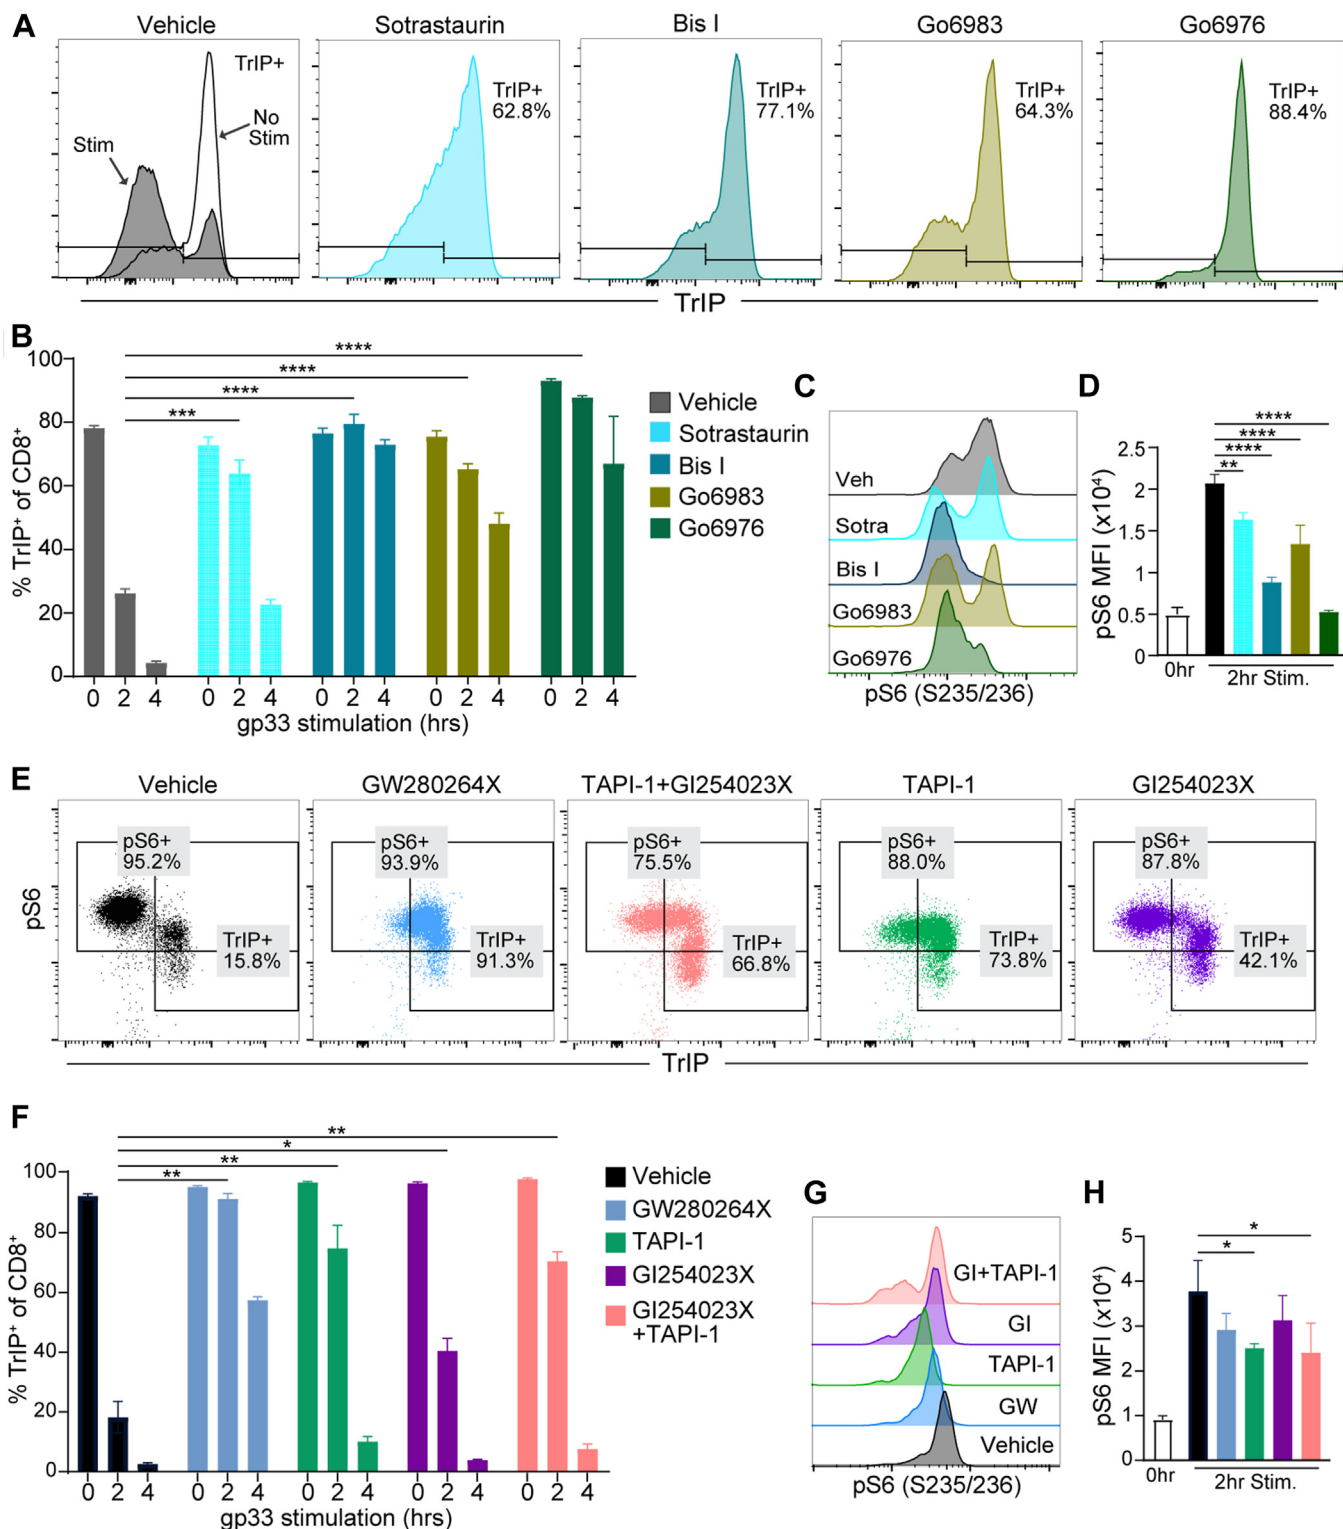 A
Vehicle
Sotrastaurin
Bis I
Go6983
Go6976
TrIP+
No
Stim
Stim
TrIP+
62.8%
TrIP+
77.1%
TrIP+
64.3%
TrIP+
88.4%
TrIP
B
% TrIP⁺ of CD8⁺
100
80
60
40
20
0
****
****
****
***
0 2 4 0 2 4 0 2 4 0 2 4 0 2 4
gp33 stimulation (hrs)
Vehicle
Sotrastaurin
Bis I
Go6983
Go6976
C
Veh
Sotra
Bis I
Go6983
Go6976
pS6 (S235/236)
D
pS6 MFI (x10⁴)
2.5
2
1.5
1
0.5
0
****
****
****
**
0hr
2hr Stim.
E
Vehicle
GW280264X
TAPI-1+GI254023X
TAPI-1
GI254023X
pS6
pS6+
95.2%
TrIP+
15.8%
pS6+
93.9%
TrIP+
91.3%
pS6+
75.5%
TrIP+
66.8%
pS6+
88.0%
TrIP+
73.8%
pS6+
87.8%
TrIP+
42.1%
TrIP
F
% TrIP⁺ of CD8⁺
100
80
60
40
20
0
**
*
**
**
0 2 4 0 2 4 0 2 4 0 2 4 0 2 4
gp33 stimulation (hrs)
Vehicle
GW280264X
TAPI-1
GI254023X
GI254023X
+TAPI-1
G
GI+TAPI-1
GI
TAPI-1
GW
Vehicle
pS6 (S235/236)
H
pS6 MFI (x10⁴)
5
4
3
2
1
0
*
*
0hr
2hr Stim.